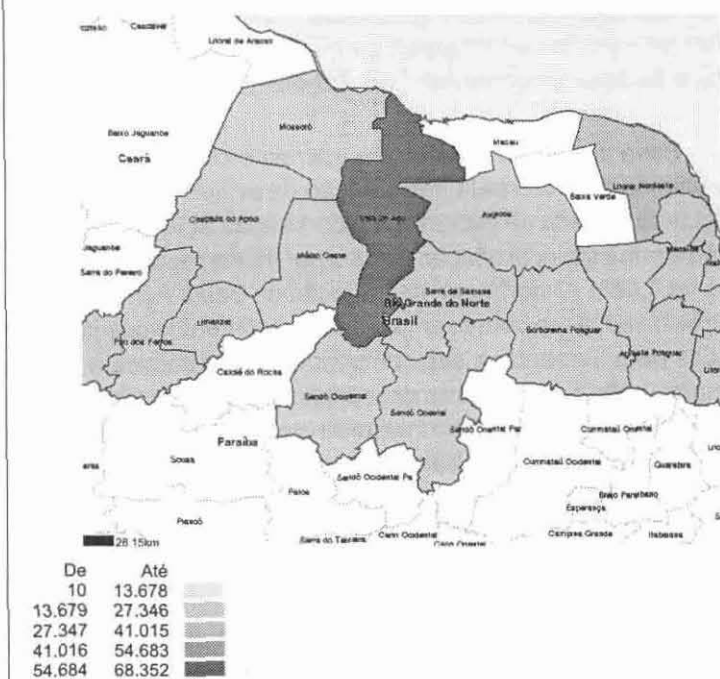 Cascavel
Litoral de Aracati
Mossoró
Baixo Jaguaribe
Macau
Ceará
Litoral Nordeste
Baixa Verde
Chapada do Apodi
Vale do Açu
Angicos
Jaguaribe
Médio Oeste
Macaíba
Serra do Pereiro
Serra de Santana
Rio Grande do Norte
Umarizal
Brasil
Borborema Potiguar
Pau dos Ferros
Agreste Potiguar
Catolé do Rocha
Seridó Ocidental
Seridó Oriental
Paraíba
Seridó Oriental Pa
Curimataú Oriental
Sousa
Curimataú Ocidental
Guarabira
Seridó Ocidental Pa
Patos
Brejo Paraibano
Esperança
Piancó
Serra do Teixeira
Cariri Ocidental
Campina Grande
Itabaiana
Cariri Oriental
26.15km
De Até
10 13.678
13.679 27.346
27.347 41.015
41.016 54.683
54.684 68.352